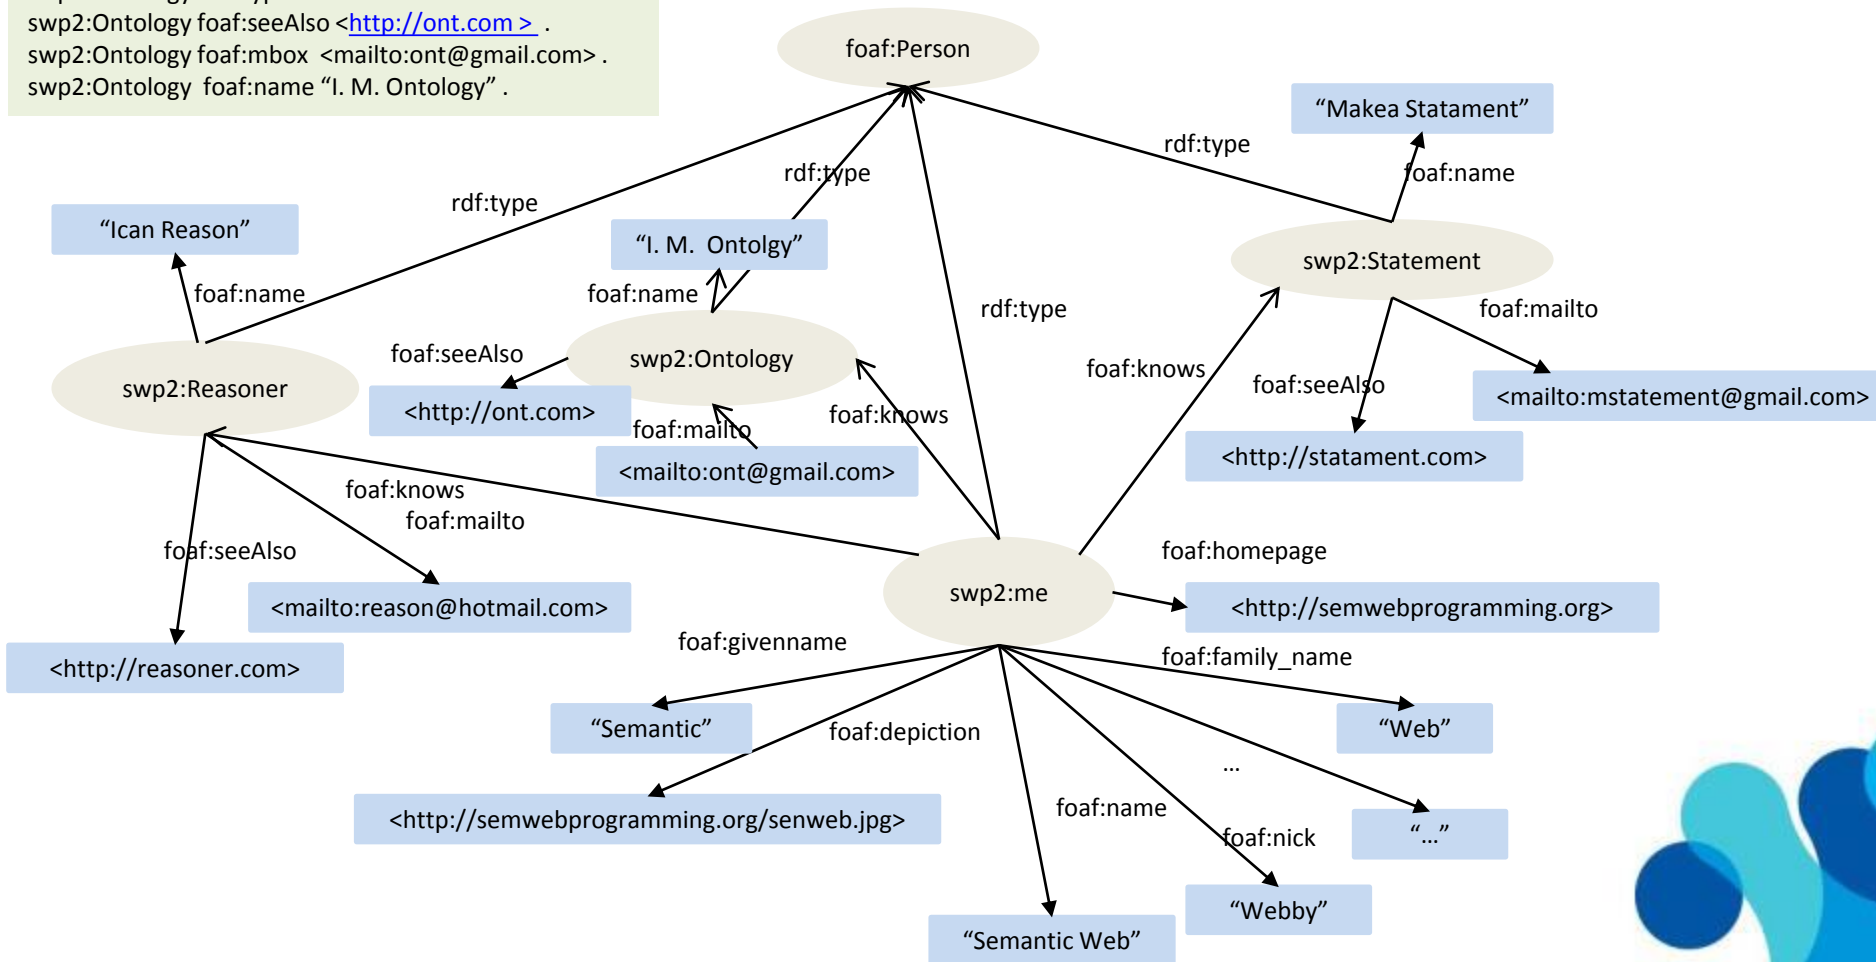 swp2:Ontology foaf:seeAlso <http://ont.com > .
swp2:Ontology foaf:mbox <mailto:ont@gmail.com> .
swp2:Ontology foaf:name “I. M. Ontology” .
foaf:Person
“Makea Statament”
rdf:type
foaf:name
rdf:type
rdf:type
“Ican Reason”
“I. M. Ontolgy”
swp2:Statement
foaf:name
foaf:name
rdf:type
foaf:mailto
foaf:seeAlso
swp2:Ontology
foaf:knows
swp2:Reasoner
foaf:seeAlso
<mailto:mstatement@gmail.com>
<http://ont.com>
foaf:knows
foaf:mailto
<http://statament.com>
<mailto:ont@gmail.com>
foaf:knows
foaf:mailto
foaf:seeAlso
foaf:homepage
swp2:me
<mailto:reason@hotmail.com>
<http://semwebprogramming.org>
foaf:givenname
foaf:family_name
<http://reasoner.com>
“Semantic”
foaf:depiction
“Web”
...
foaf:name
<http://semwebprogramming.org/senweb.jpg>
foaf:nick
“...”
“Webby”
“Semantic Web”